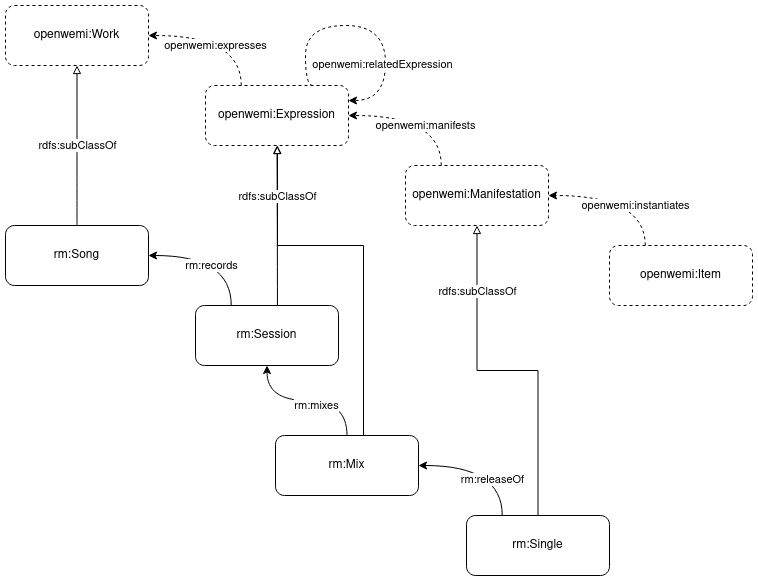 openwemi:Work
openwemi:expresses
openwemi:relatedExpression
openwemi:Expression
openwemi:manifests
rdfs:subClassOf
rdfs:subClassOf
openwemi:Manifestation
openwemi:instantiates
rm:Song
rm:records
openwemi:Item
rdfs:subClassOf
rm:Session
rm:mixes
rm:Mix
rm:releaseOf
rm:Single